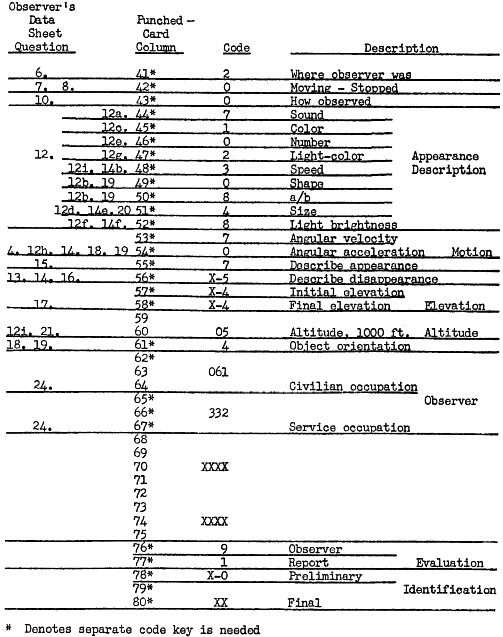 Observer's
Data Punched -
Sheet Card
Question Column Code Description
6. 41* 2 Where observer was
7. 8. 42* 0 Moving - Stopped
10. 43* 0 How observed
12a. 44* 7 Sound
12c. 45* 1 Color
12e. 46* 0 Number
12. 12g. 47* 2 Light-color Appearance
12i. 14b. 48* 3 Speed Description
12b. 19 49* 0 Shape
12b. 19 50* 8 a/b
12d. 14e. 20 51* 4 Size
12f. 14f. 52* 8 Light brightness
53* 7 Angular velocity
4. 12h. 14. 18. 19 54* 0 Angular acceleration Motion
15. 55* 7 Describe appearance
13. 14. 16. 56* X-5 Describe disappearance
57* X-4 Initial elevation
17. 58* X-4 Final elevation Elevation
59
12i. 21. 60 05 Altitude, 1000 ft. Altitude
18. 19. 61* 4 Object orientation
62*
63 061
24. 64 Civilian occupation
65* Observer
66* 332
24. 67* Service occupation
68
69
70 XXXX
71
72
73
74 XXXX
75
76* 9 Observer
77* 1 Report Evaluation
78* X-0 Preliminary
79* Identification
80* XX Final
* Denotes separate code key is needed